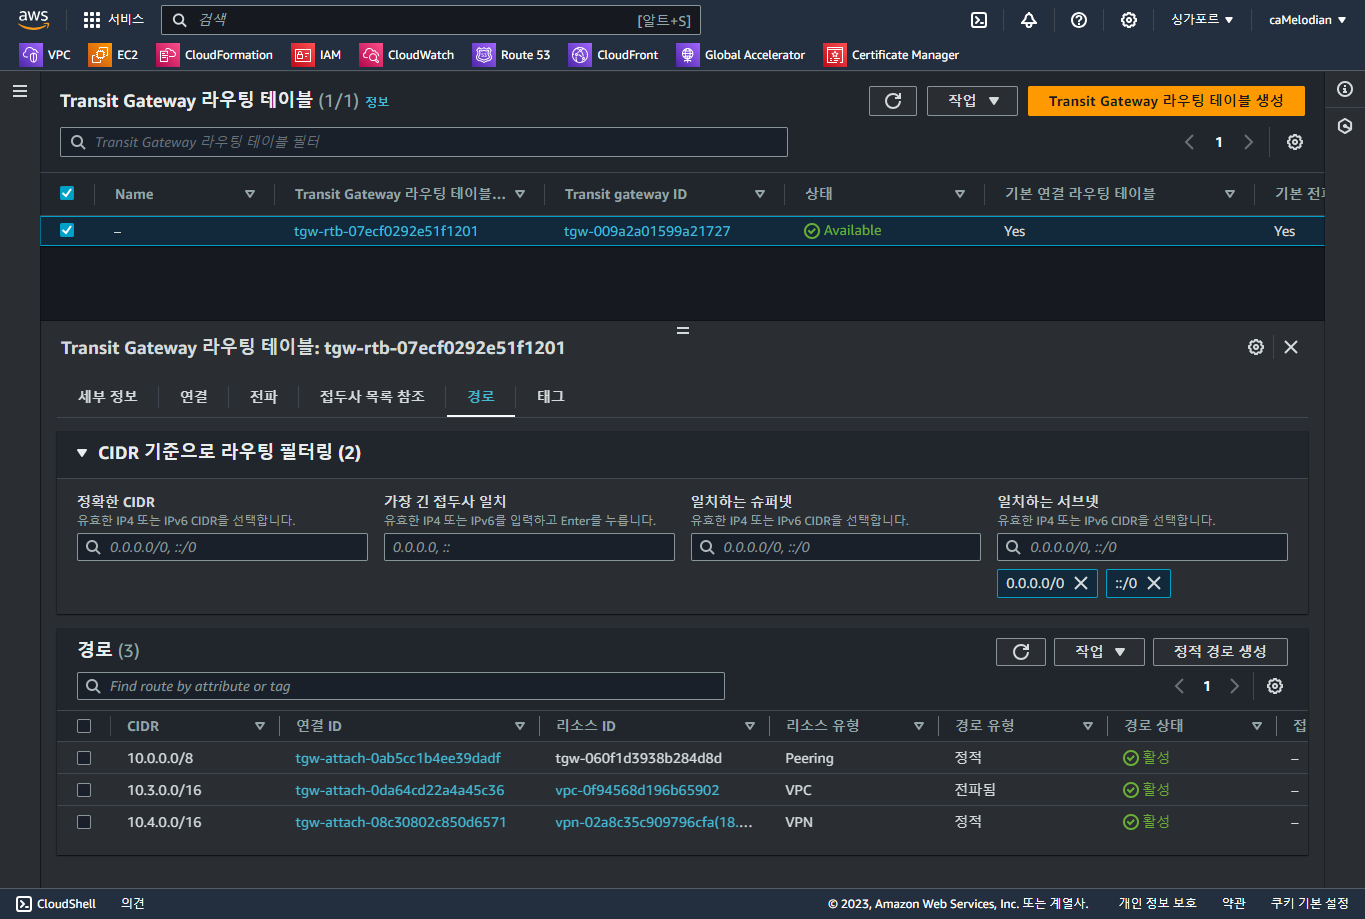 aws 서비스 검색 [알트+S] 싱가포르 ▼ caMelodian ▼
VPC EC2 CloudFormation IAM CloudWatch Route 53 CloudFront Global Accelerator Certificate Manager
Transit Gateway 라우팅 테이블 (1/1) 정보 작업 ▼ Transit Gateway 라우팅 테이블 생성
Transit Gateway 라우팅 테이블 필터 1
Name Transit Gateway 라우팅 테이블... Transit gateway ID 상태 기본 연결 라우팅 테이블 기본 전파
– tgw-rtb-07ecf0292e51f1201 tgw-009a2a01599a21727 Available Yes Yes
Transit Gateway 라우팅 테이블: tgw-rtb-07ecf0292e51f1201
세부 정보 연결 전파 접두사 목록 참조 경로 태그
▼ CIDR 기준으로 라우팅 필터링 (2)
정확한 CIDR 가장 긴 접두사 일치 일치하는 슈퍼넷 일치하는 서브넷
유효한 IP4 또는 IPv6 CIDR을 선택합니다. 유효한 IP4 또는 IPv6를 입력하고 Enter를 누릅니다. 유효한 IP4 또는 IPv6 CIDR을 선택합니다. 유효한 IP4 또는 IPv6 CIDR을 선택합니다.
0.0.0.0/0, ::/0 0.0.0.0, :: 0.0.0.0/0, ::/0 0.0.0.0/0, ::/0
0.0.0.0/0 ::/0
경로 (3) 작업 ▼ 정적 경로 생성
Find route by attribute or tag 1
CIDR 연결 ID 리소스 ID 리소스 유형 경로 유형 경로 상태 접
10.0.0.0/8 tgw-attach-0ab5cc1b4ee39dadf tgw-060f1d3938b284d8d Peering 정적 활성 –
10.3.0.0/16 tgw-attach-0da64cd22a4a45c36 vpc-0f94568d196b65902 VPC 전파됨 활성 –
10.4.0.0/16 tgw-attach-08c30802c850d6571 vpn-02a8c35c909796cfa(18.... VPN 정적 활성 –
CloudShell 의견 © 2023, Amazon Web Services, Inc. 또는 계열사. 개인 정보 보호 약관 쿠키 기본 설정